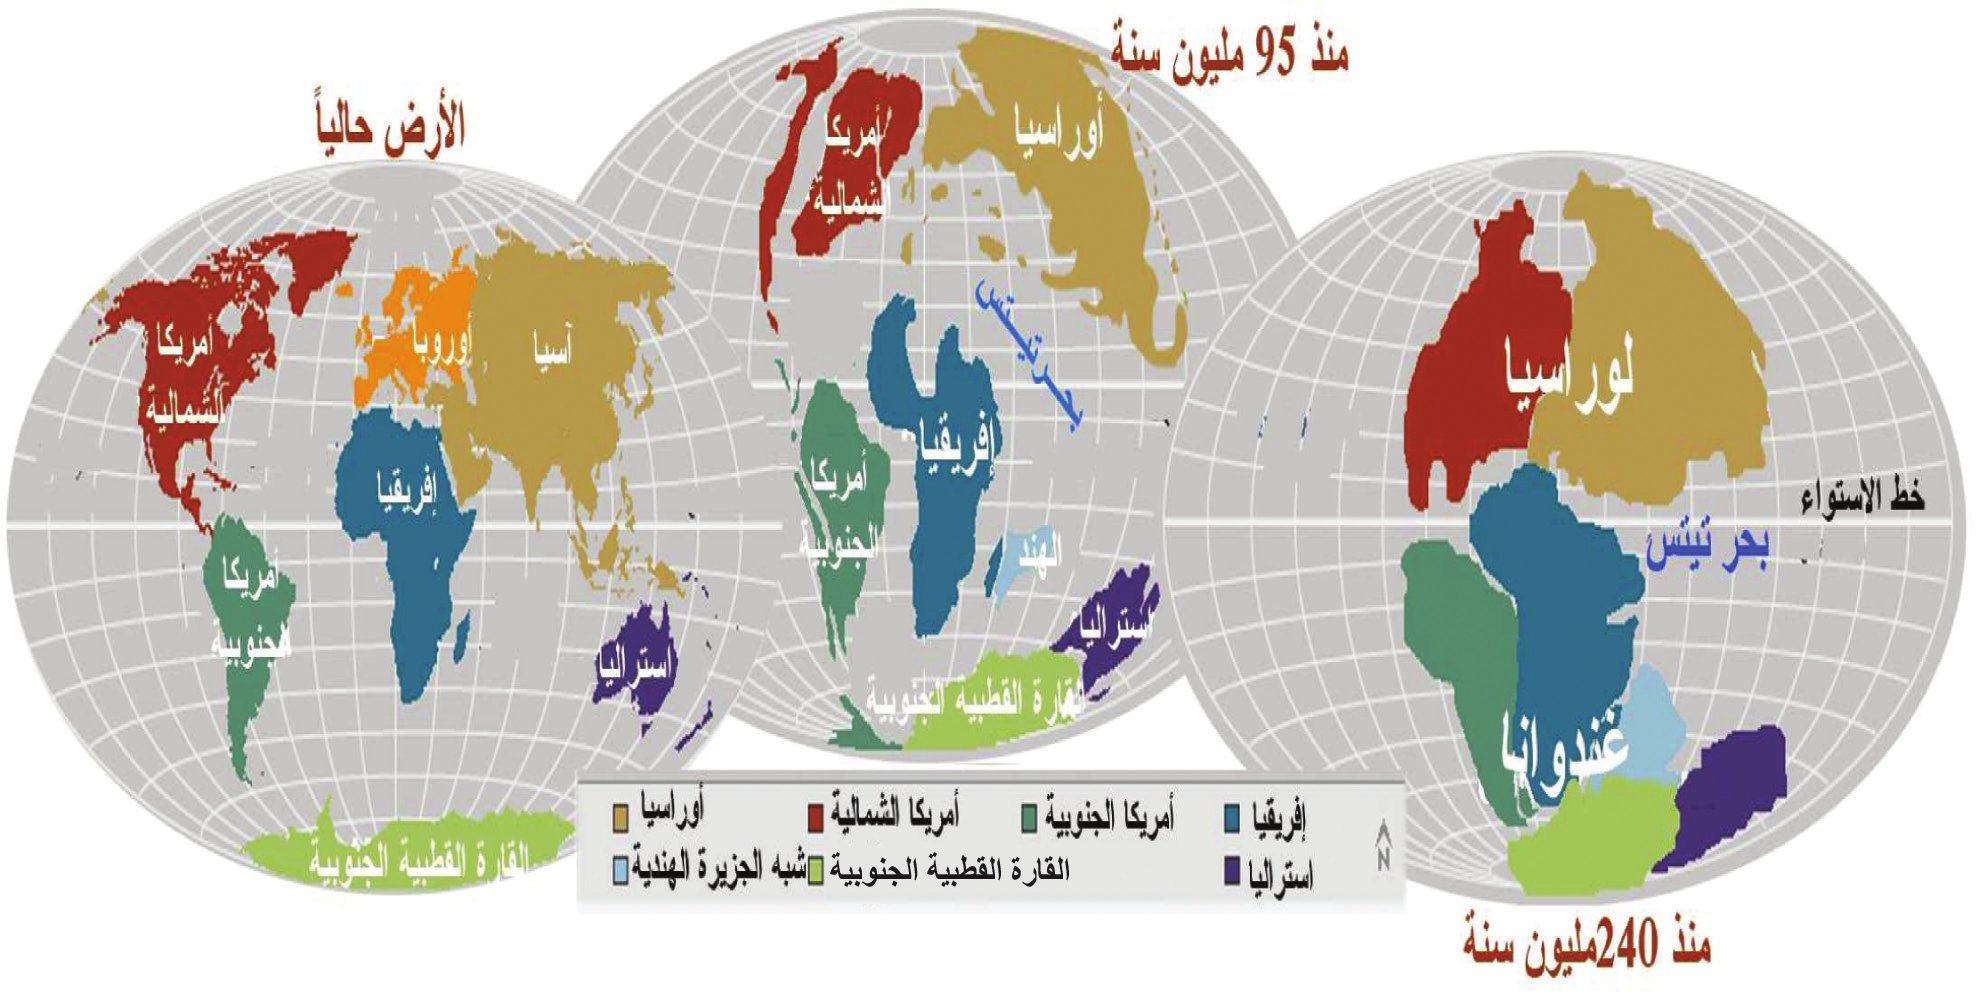 منذ 240مليون سنة
لوراسيا
خط الاستواء
بحر تيتس
غندوانا
منذ 95 مليون سنة
أمريكا
الشمالية
أوراسيا
بحر تيتس
إفريقيا
أمريكا
الجنوبية
الهند
استراليا
القارة القطبية الجنوبية
الأرض حالياً
أمريكا
الشمالية
أوروبا
آسيا
إفريقيا
أمريكا
الجنوبية
استراليا
القارة القطبية الجنوبية
إفريقيا
أمريكا الجنوبية
أمريكا الشمالية
أوراسيا
استراليا
القارة القطبية الجنوبية
شبه الجزيرة الهندية
N